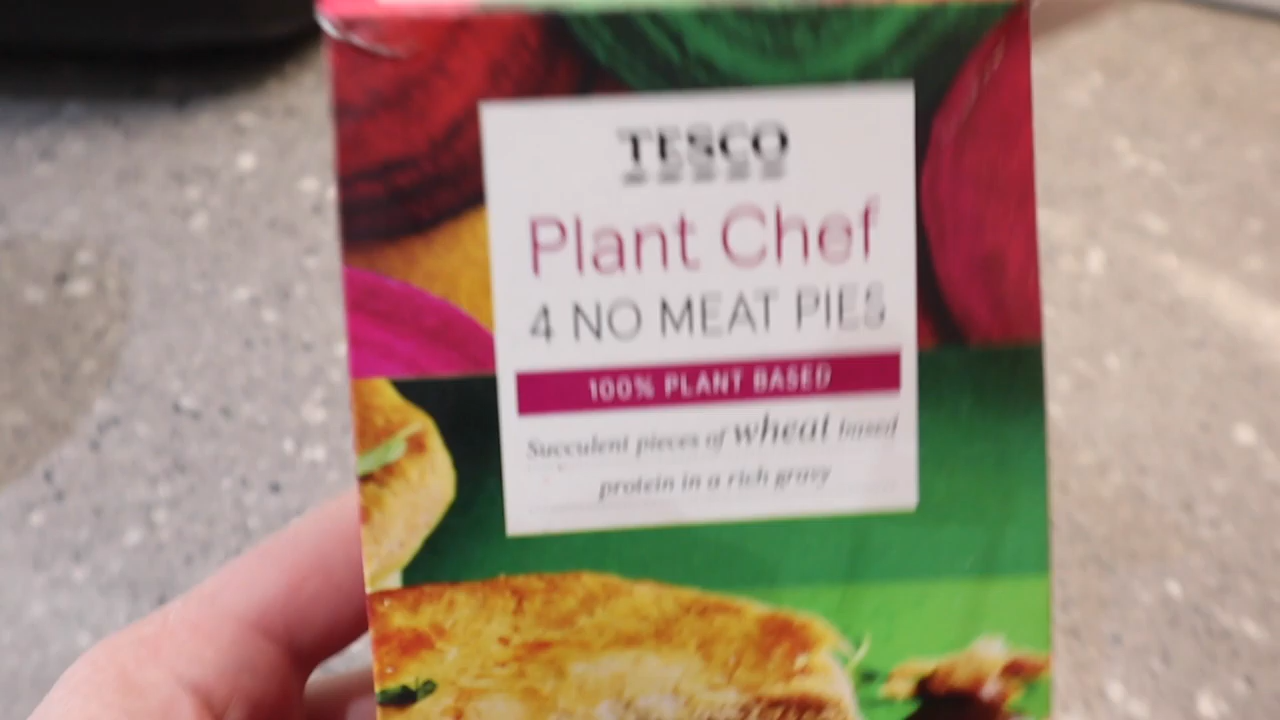 TESCO
Plant Chef
4 NO MEAT PIES
100% PLANT BASED
Succulent pieces of wheat based
protein in a rich gravy